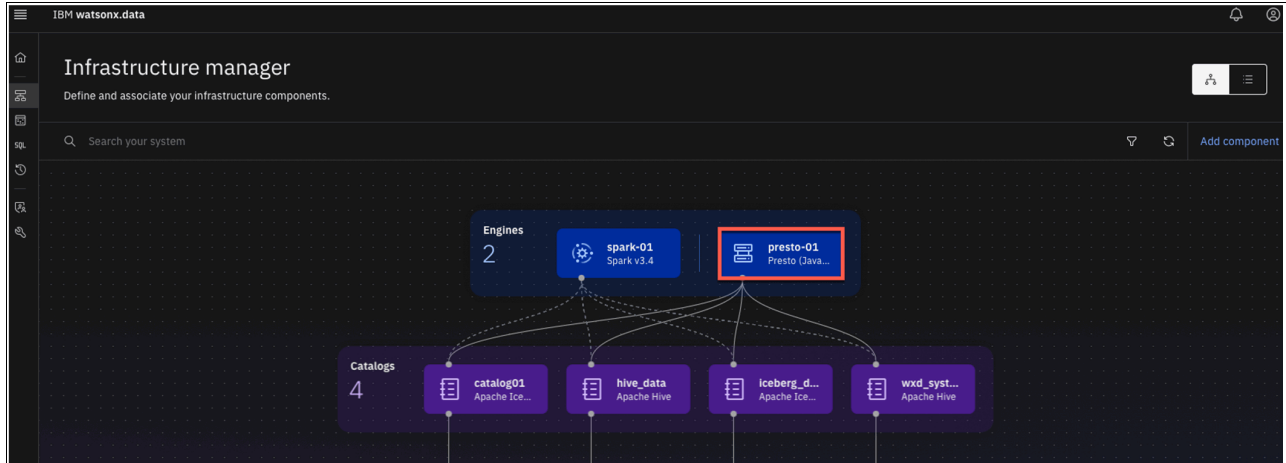 IBM watsonx.data
Infrastructure manager
Define and associate your infrastructure components.
Search your system
Add component
SQL
Engines
2
spark-01
Spark v3.4
presto-01
Presto (Java...
Catalogs
4
catalog01
Apache Ice...
hive_data
Apache Hive
iceberg_d...
Apache Ice...
wxd_syst...
Apache Hive